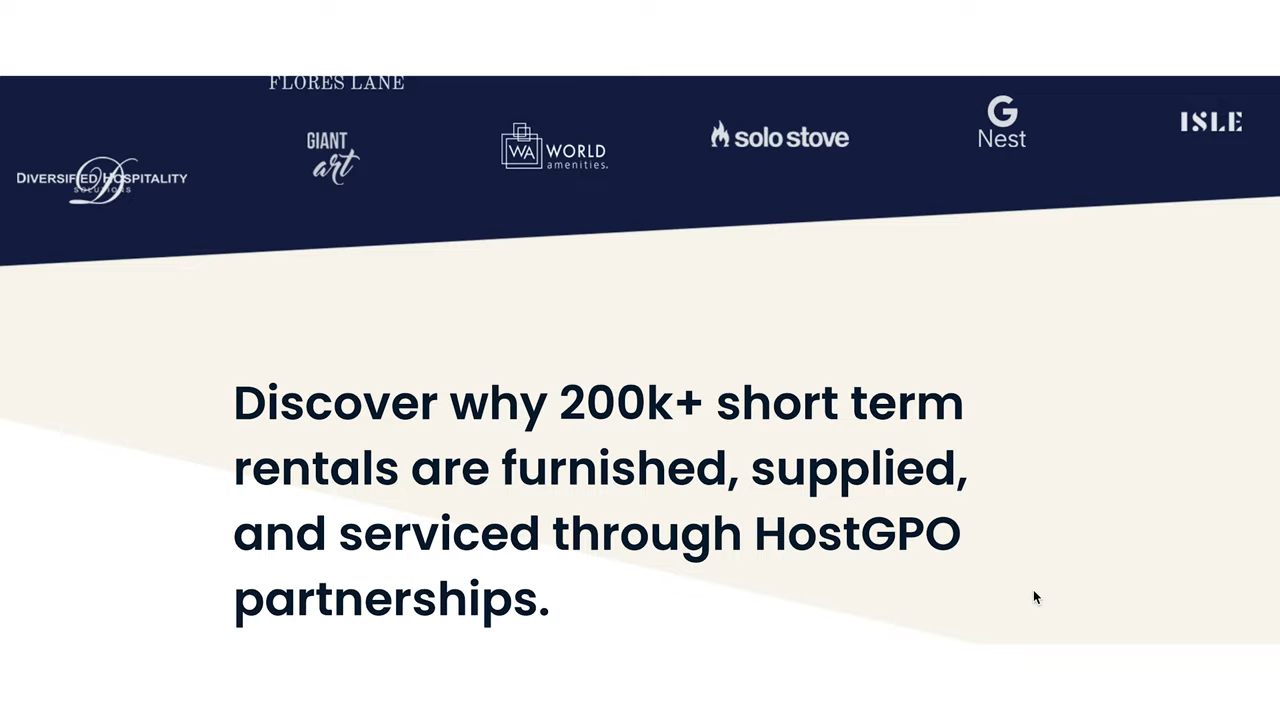 FLORES LANE
DIVERSIFIED HOSPITALITY
SOLUTIONS
D
GIANT
art
WA WORLD
amenities.
solo stove
G
Nest
ISLE
Discover why 200k+ short term
rentals are furnished, supplied,
and serviced through HostGPO
partnerships.